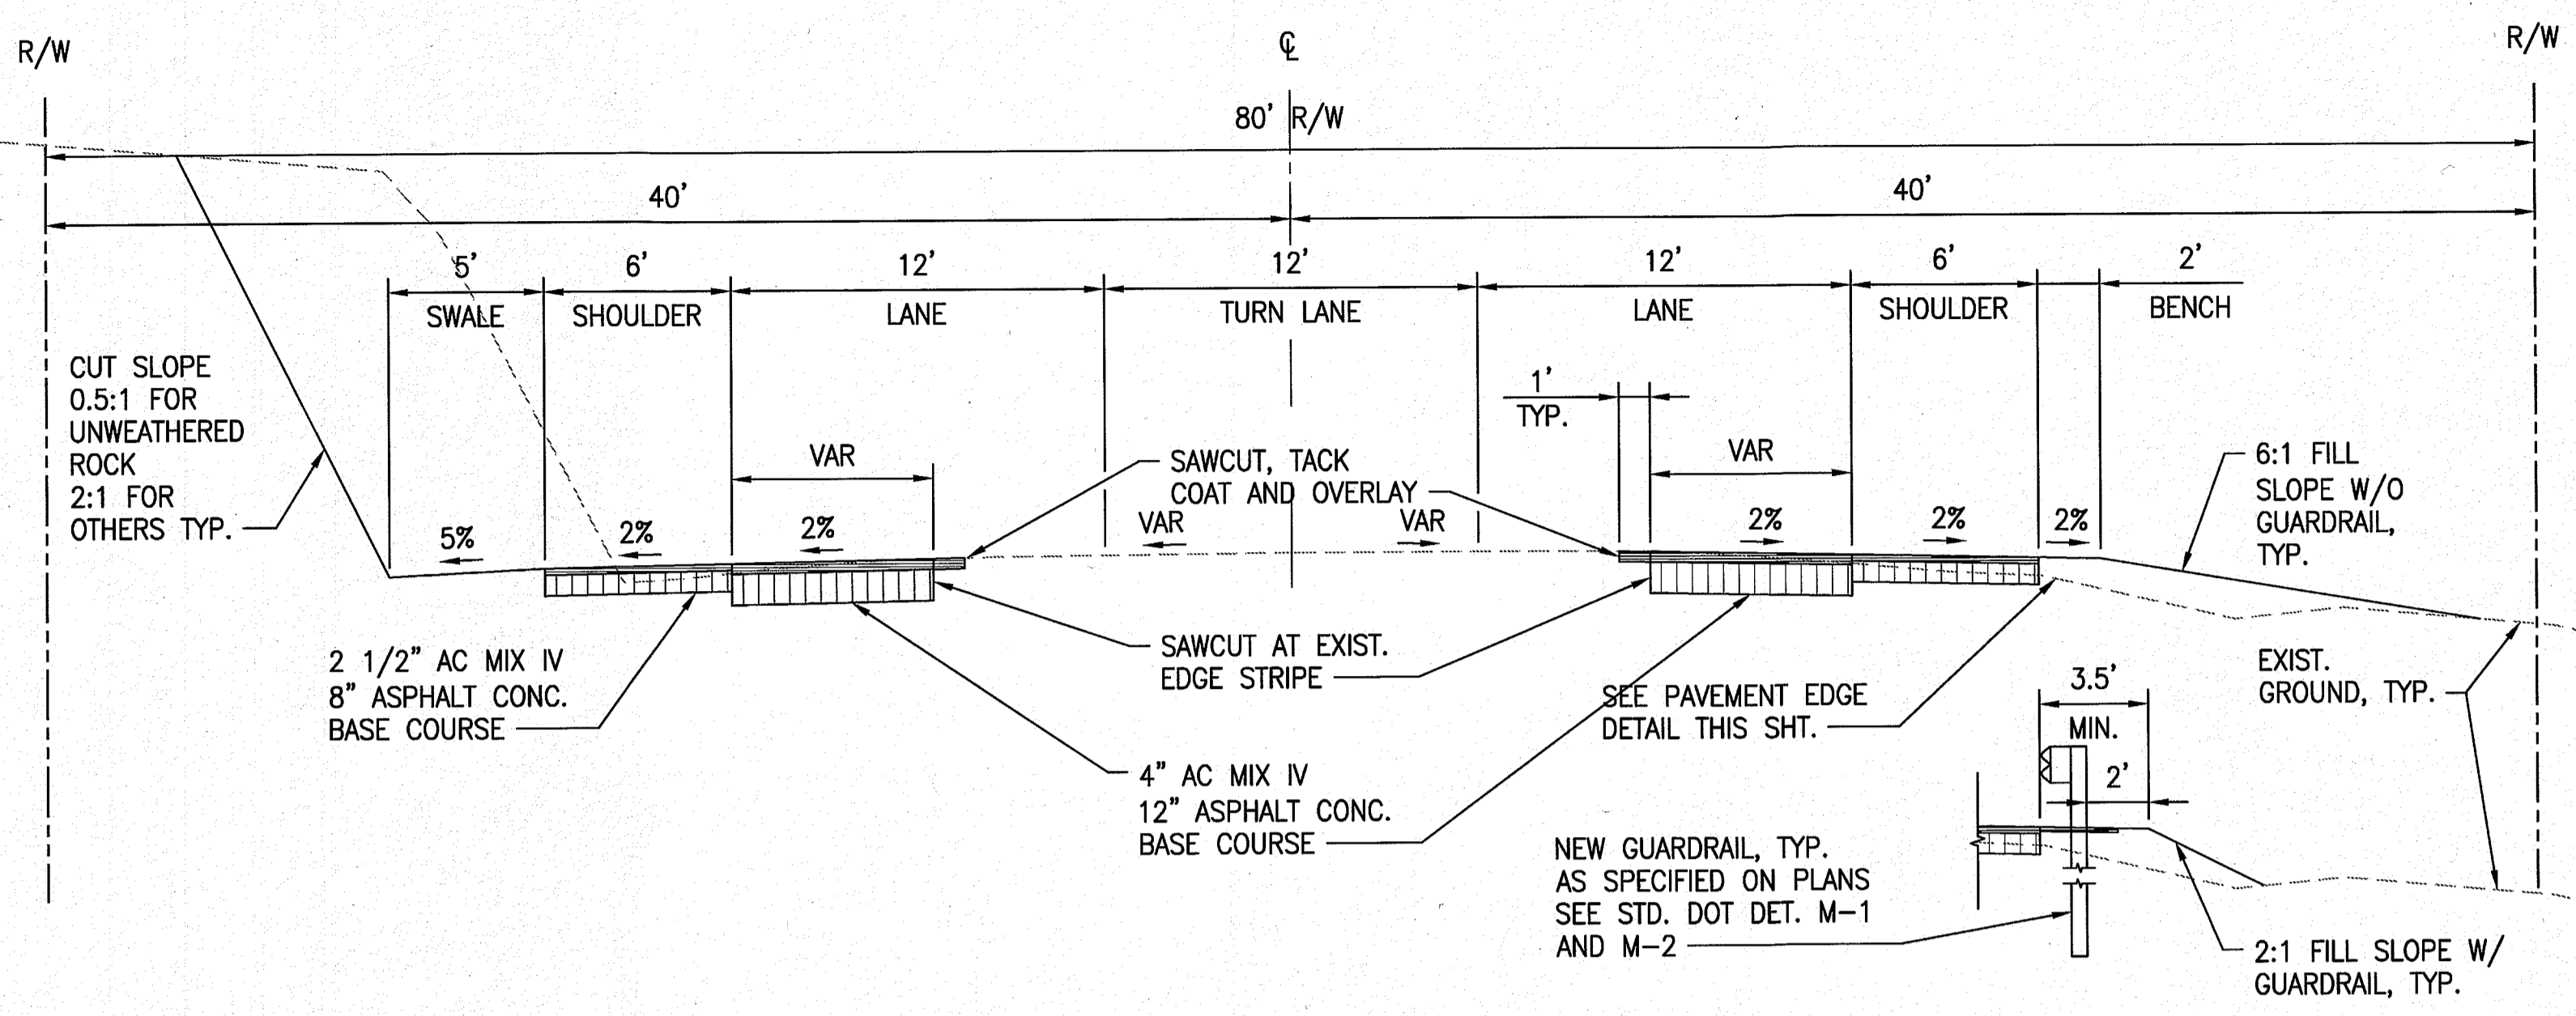 R/W
℄
R/W
80' R/W
40'
40'
5'
6'
12'
12'
12'
6'
2'
SWALE
SHOULDER
LANE
TURN LANE
LANE
SHOULDER
BENCH
CUT SLOPE
0.5:1 FOR
UNWEATHERED
ROCK
2:1 FOR
OTHERS TYP.
1'
TYP.
VAR
VAR
SAWCUT, TACK
COAT AND OVERLAY
6:1 FILL
SLOPE W/O
GUARDRAIL,
TYP.
5%
2%
2%
VAR
VAR
2%
2%
2%
2 1/2" AC MIX IV
8" ASPHALT CONC.
BASE COURSE
SAWCUT AT EXIST.
EDGE STRIPE
SEE PAVEMENT EDGE
DETAIL THIS SHT.
EXIST.
GROUND, TYP.
4" AC MIX IV
12" ASPHALT CONC.
BASE COURSE
3.5'
MIN.
2'
NEW GUARDRAIL, TYP.
AS SPECIFIED ON PLANS
SEE STD. DOT DET. M-1
AND M-2
2:1 FILL SLOPE W/
GUARDRAIL, TYP.